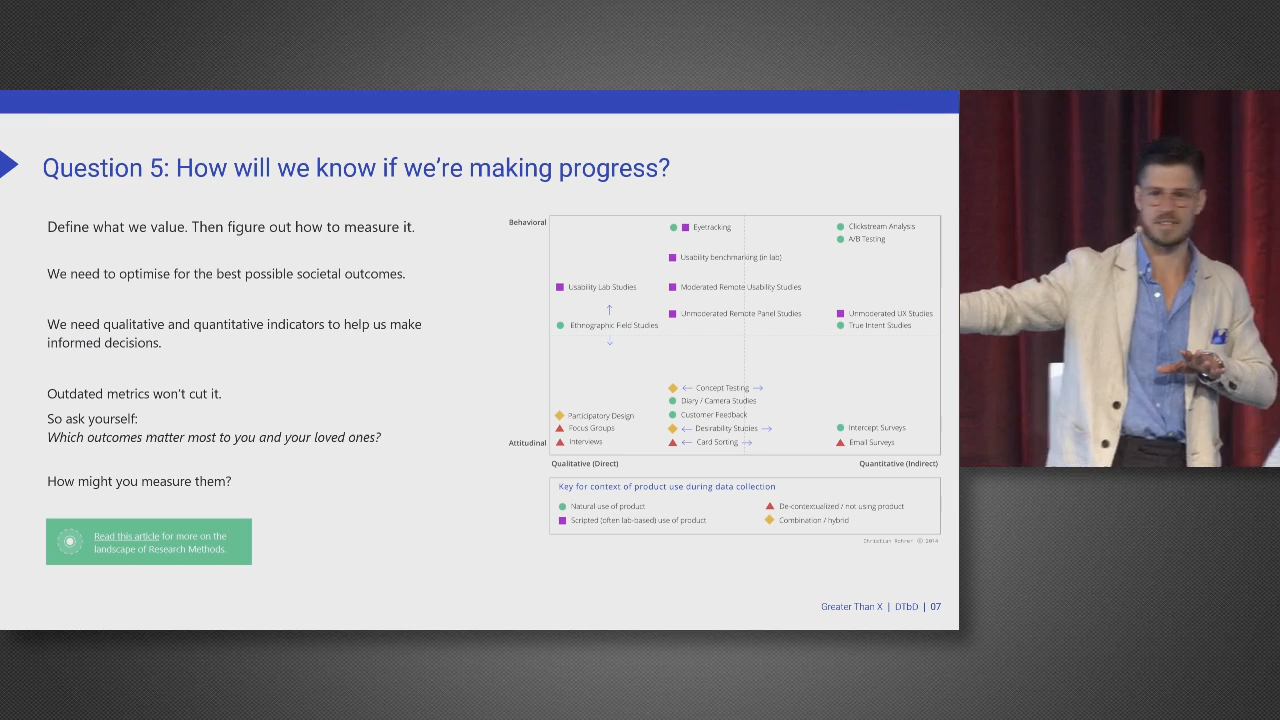 Question 5: How will we know if we're making progress?
Define what we value. Then figure out how to measure it.
We need to optimise for the best possible societal outcomes.
We need qualitative and quantitative indicators to help us make
informed decisions.
Outdated metrics won't cut it.
So ask yourself:
Which outcomes matter most to you and your loved ones?
How might you measure them?
Read this article for more on the
landscape of Research Methods.
Behavioral
Eyetracking
Clickstream Analysis
A/B Testing
Usability benchmarking (in lab)
Usability Lab Studies
Moderated Remote Usability Studies
Unmoderated Remote Panel Studies
Unmoderated UX Studies
Ethnographic Field Studies
True Intent Studies
Concept Testing
Diary / Camera Studies
Participatory Design
Customer Feedback
Focus Groups
Desirability Studies
Intercept Surveys
Attitudinal
Interviews
Card Sorting
Email Surveys
Qualitative (Direct)
Quantitative (Indirect)
Key for context of product use during data collection
Natural use of product
De-contextualized / not using product
Scripted (often lab-based) use of product
Combination / hybrid
Christian Rohrer © 2014
Greater Than X | DTbD | 07